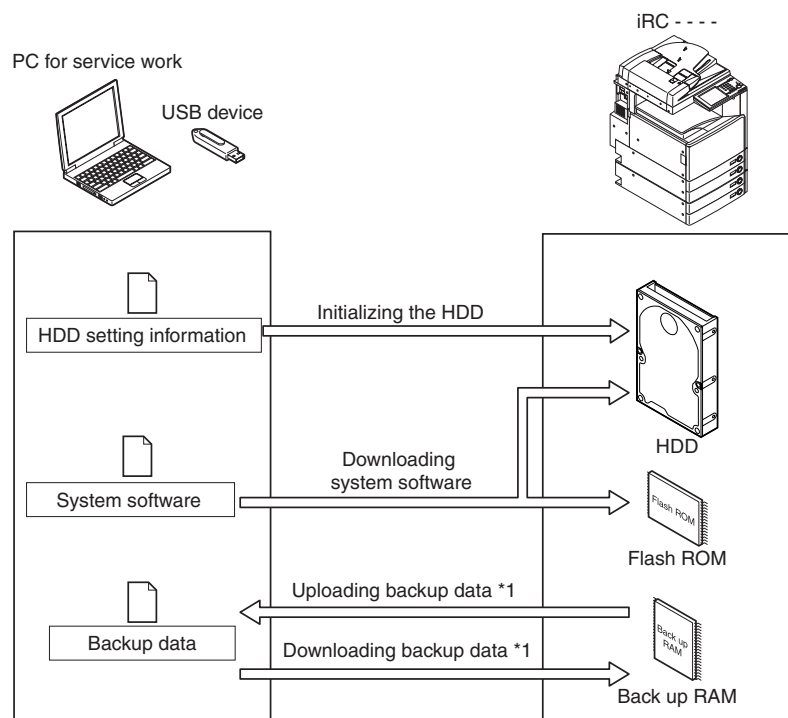 iRC - - - -
PC for service work
USB device
HDD setting information
Initializing the HDD
HDD
System software
Downloading
system software
Flash ROM
Flash ROM
Backup data
Uploading backup data *1
Downloading backup data *1
Back up
RAM
Back up RAM